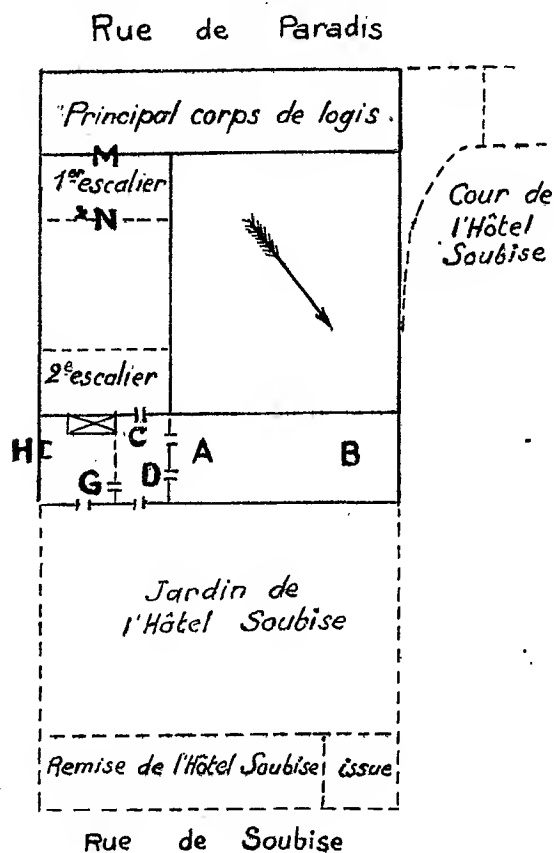 Rue de Paradis
Principal corps de logis.
M
1er escalier
*N
Cour de
l'Hôtel
Soubise
2e escalier
C
H
A
B
G
D
Jardin de
l'Hôtel Soubise
Remise de l'Hôtel Soubise
issue
Rue de Soubise